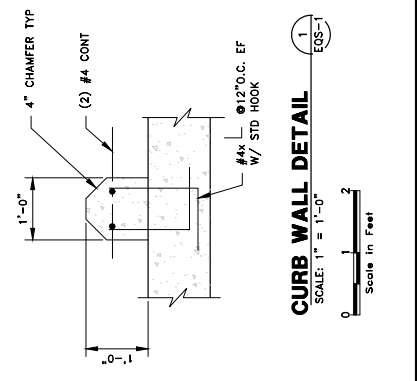 4" CHAMFER TYP
(2) #4 CONT
1'-0"
1'-0"
#4x @12"O.C. EF
W/ STD HOOK
CURB WALL DETAIL
SCALE: 1" = 1'-0"
1
EQS-1
0 1 2
Scale in Feet